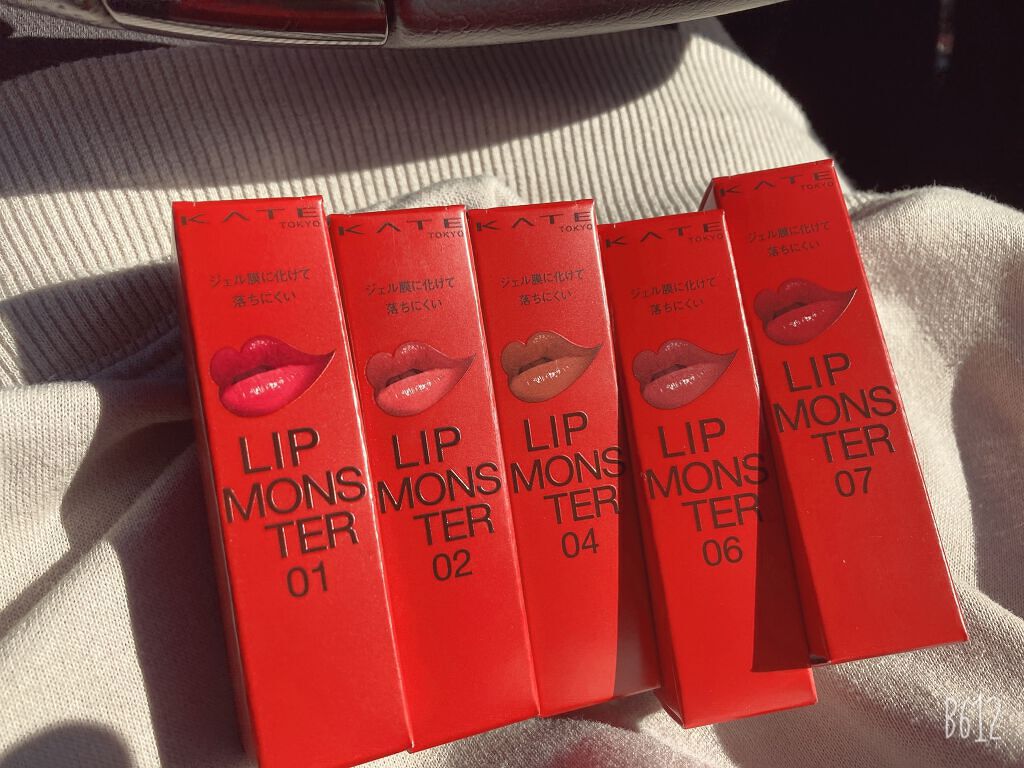 KATE
TOKYO
ジェル膜に化けて
落ちにくい
LIP
MONS
TER
01
KATE
TOKYO
ジェル膜に化けて
落ちにくい
LIP
MONS
TER
02
KATE
TOKYO
ジェル膜に化けて
落ちにくい
LIP
MONS
TER
04
KATE
TOKYO
ジェル膜に化けて
落ちにくい
LIP
MONS
TER
06
KATE
TOKYO
ジェル膜に化けて
落ちにくい
LIP
MONS
TER
07
B612